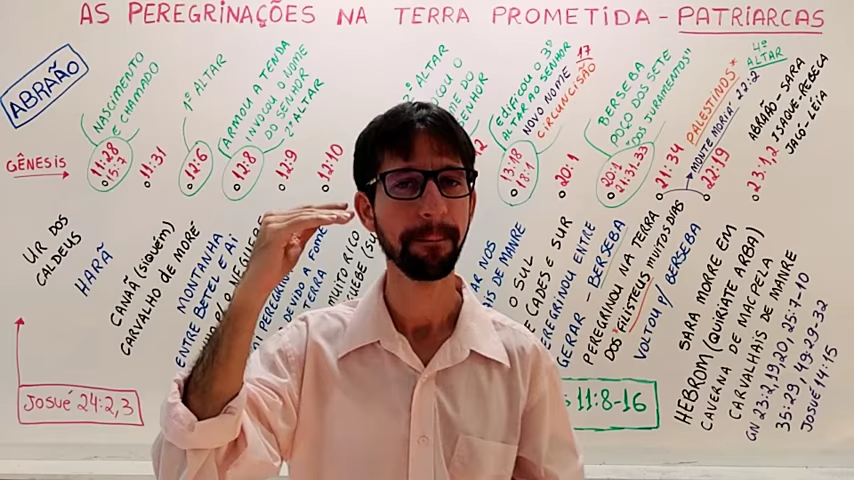 AS PEREGRINAÇÕES NA TERRA PROMETIDA - PATRIARCAS
ABRAÃO
NASCIMENTO
E CHAMADO
1º ALTAR
ARMOU A TENDA
INVOCOU O NOME
DO SENHOR
2º ALTAR
2º ALTAR
O NOME
DO
SENHOR
EDIFICOU O 3º
ALTAR AO SENHOR
NOVO NOME 17
CIRCUNCISÃO
BERSEBA
POÇO DOS SETE
"DOS JURAMENTOS"
PALESTINOS*
"MONTE MORIÁ" 22:2
4º
ALTAR
ABRAÃO - SARA
ISAQUE - REBECA
JACÓ - LÉIA
GÊNESIS
11:28
15:7
11:31
12:6
12:8
12:9
12:10
13:18
18:1
20:1
20:1
21:31,33
21:34
22:19
23:1,2
UR DOS
CALDEUS
HARÃ
CANAÃ (SIQUÉM)
CARVALHO DE MORÉ
MONTANHA
ENTRE BETEL E AI
NEGUEBE
DEVIDO A FOME
TERRA
MUITO RICO
NOS
DE MANRE
O SUL
CADES E SUR
PEREGRINOU ENTRE
GERAR - BERSEBA
PEREGRINOU NA TERRA
DOS "FILISTEUS" MUITOS DIAS
VOLTOU P/ BERSEBA
SARA MORRE EM
HEBROM (QURIATE ARBA)
CAVERNA DE MACPELA
CARVALHAIS DE MANRE
GN 23:2,19,20, 25:7-10
35:29, 49:29-32
JOSUÉ 14:15
JOSUÉ 24:2,3
11:8-16